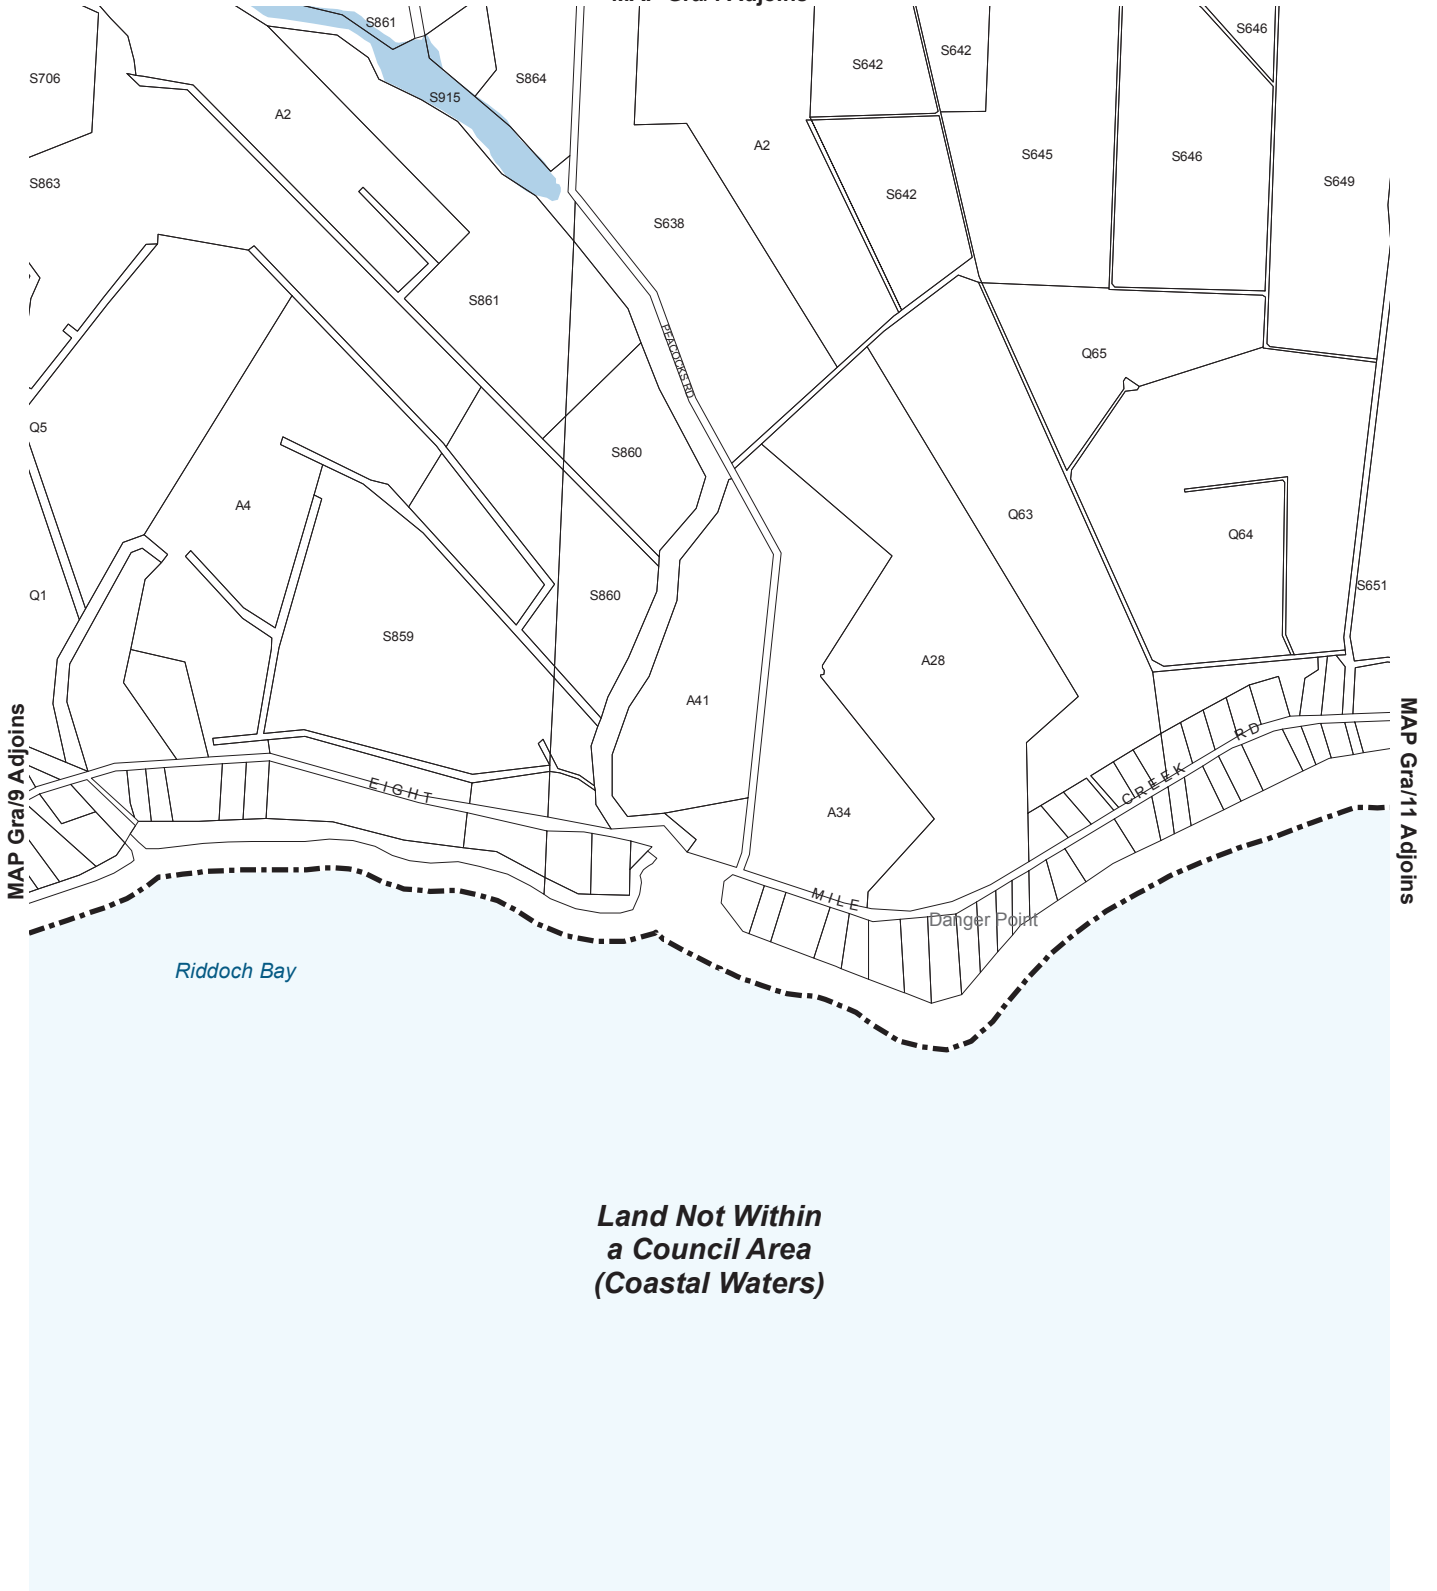 S861
S646
S642
S642
S706
S864
S915
A2
A2
S645
S646
S649
S863
S642
S638
S861
PEACOCKS RD
Q65
Q5
S860
A4
Q63
Q64
Q1
S860
S651
S859
A28
A41
MAP Gra/9 Adjoins
MAP Gra/11 Adjoins
EIGHT
MILE
CREEK
RD
A34
Danger Point
Riddoch Bay
Land Not Within
a Council Area
(Coastal Waters)